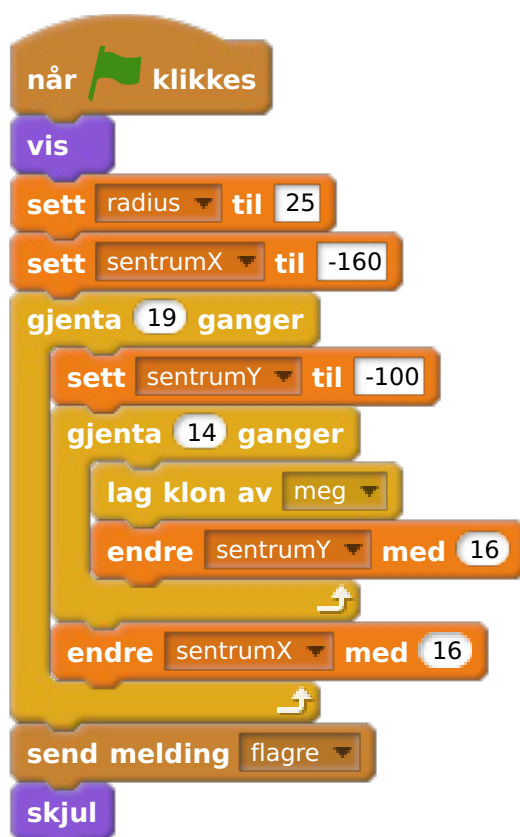 når klikkes
vis
sett radius til 25
sett sentrumX til -160
gjenta 19 ganger
sett sentrumY til -100
gjenta 14 ganger
lag klon av meg
endre sentrumY med 16
endre sentrumX med 16
send melding flagre
skjul